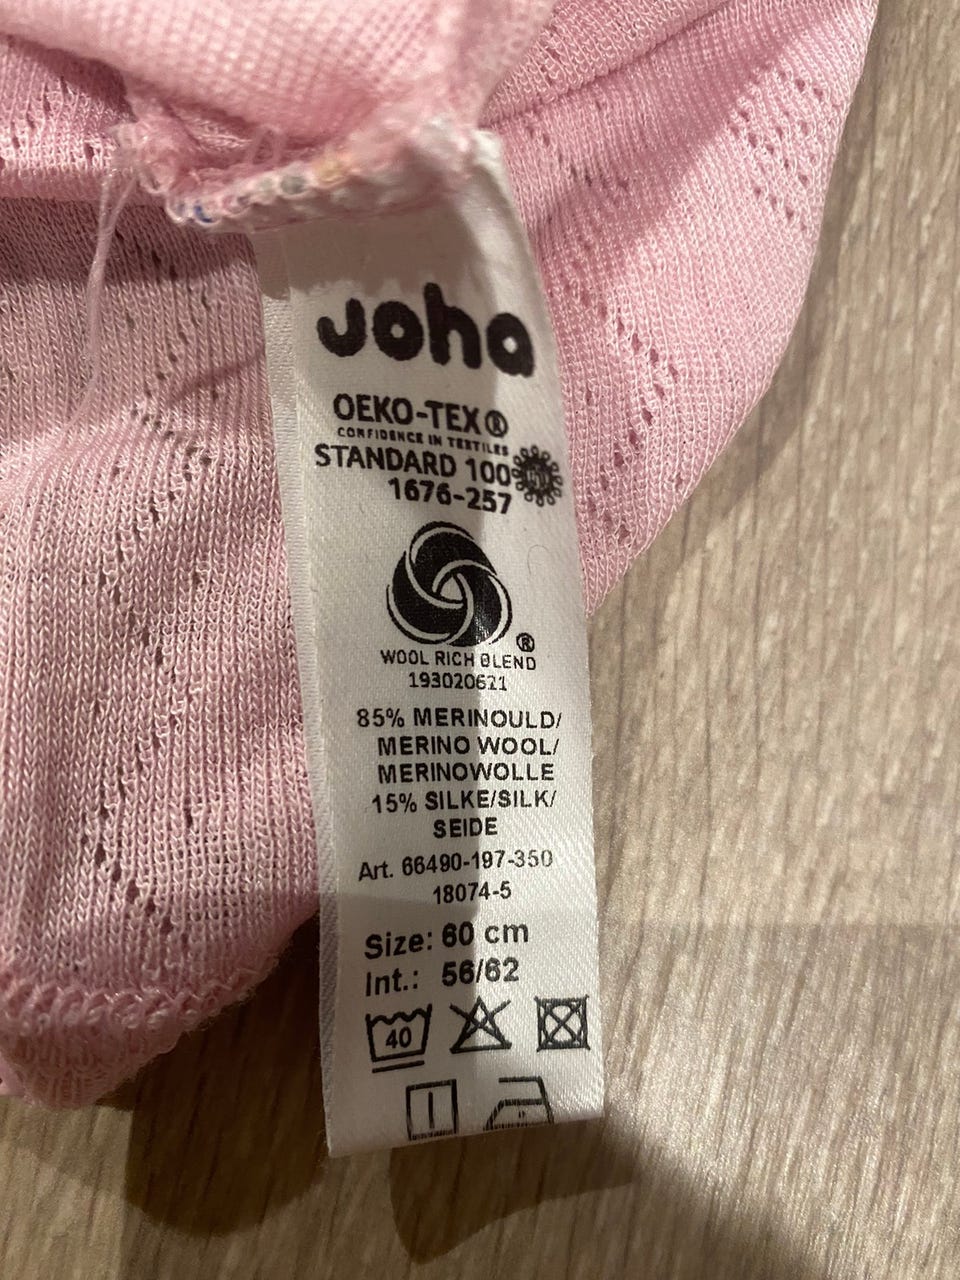 Joha
OEKO-TEX®
CONFIDENCE IN TEXTILES
STANDARD 100
1676-257
®
WOOL RICH BLEND
193020621
85% MERINOULD/
MERINO WOOL/
MERINOWOLLE
15% SILKE/SILK/
SEIDE
Art. 66490-197-350
18074-5
Size: 60 cm
Int.: 56/62
40